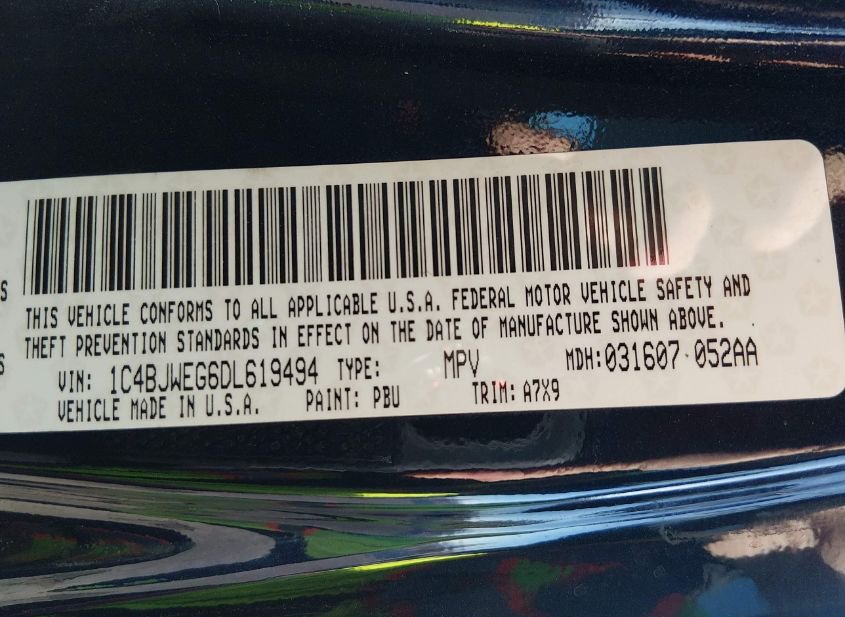 S
THIS VEHICLE CONFORMS TO ALL APPLICABLE U.S.A. FEDERAL MOTOR VEHICLE SAFETY AND
THEFT PREVENTION STANDARDS IN EFFECT ON THE DATE OF MANUFACTURE SHOWN ABOVE.
S
VIN: 1C4BJWEG6DL619494 TYPE: MPV MDH:031607 052AA
VEHICLE MADE IN U.S.A. PAINT: PBU TRIM: A7X9